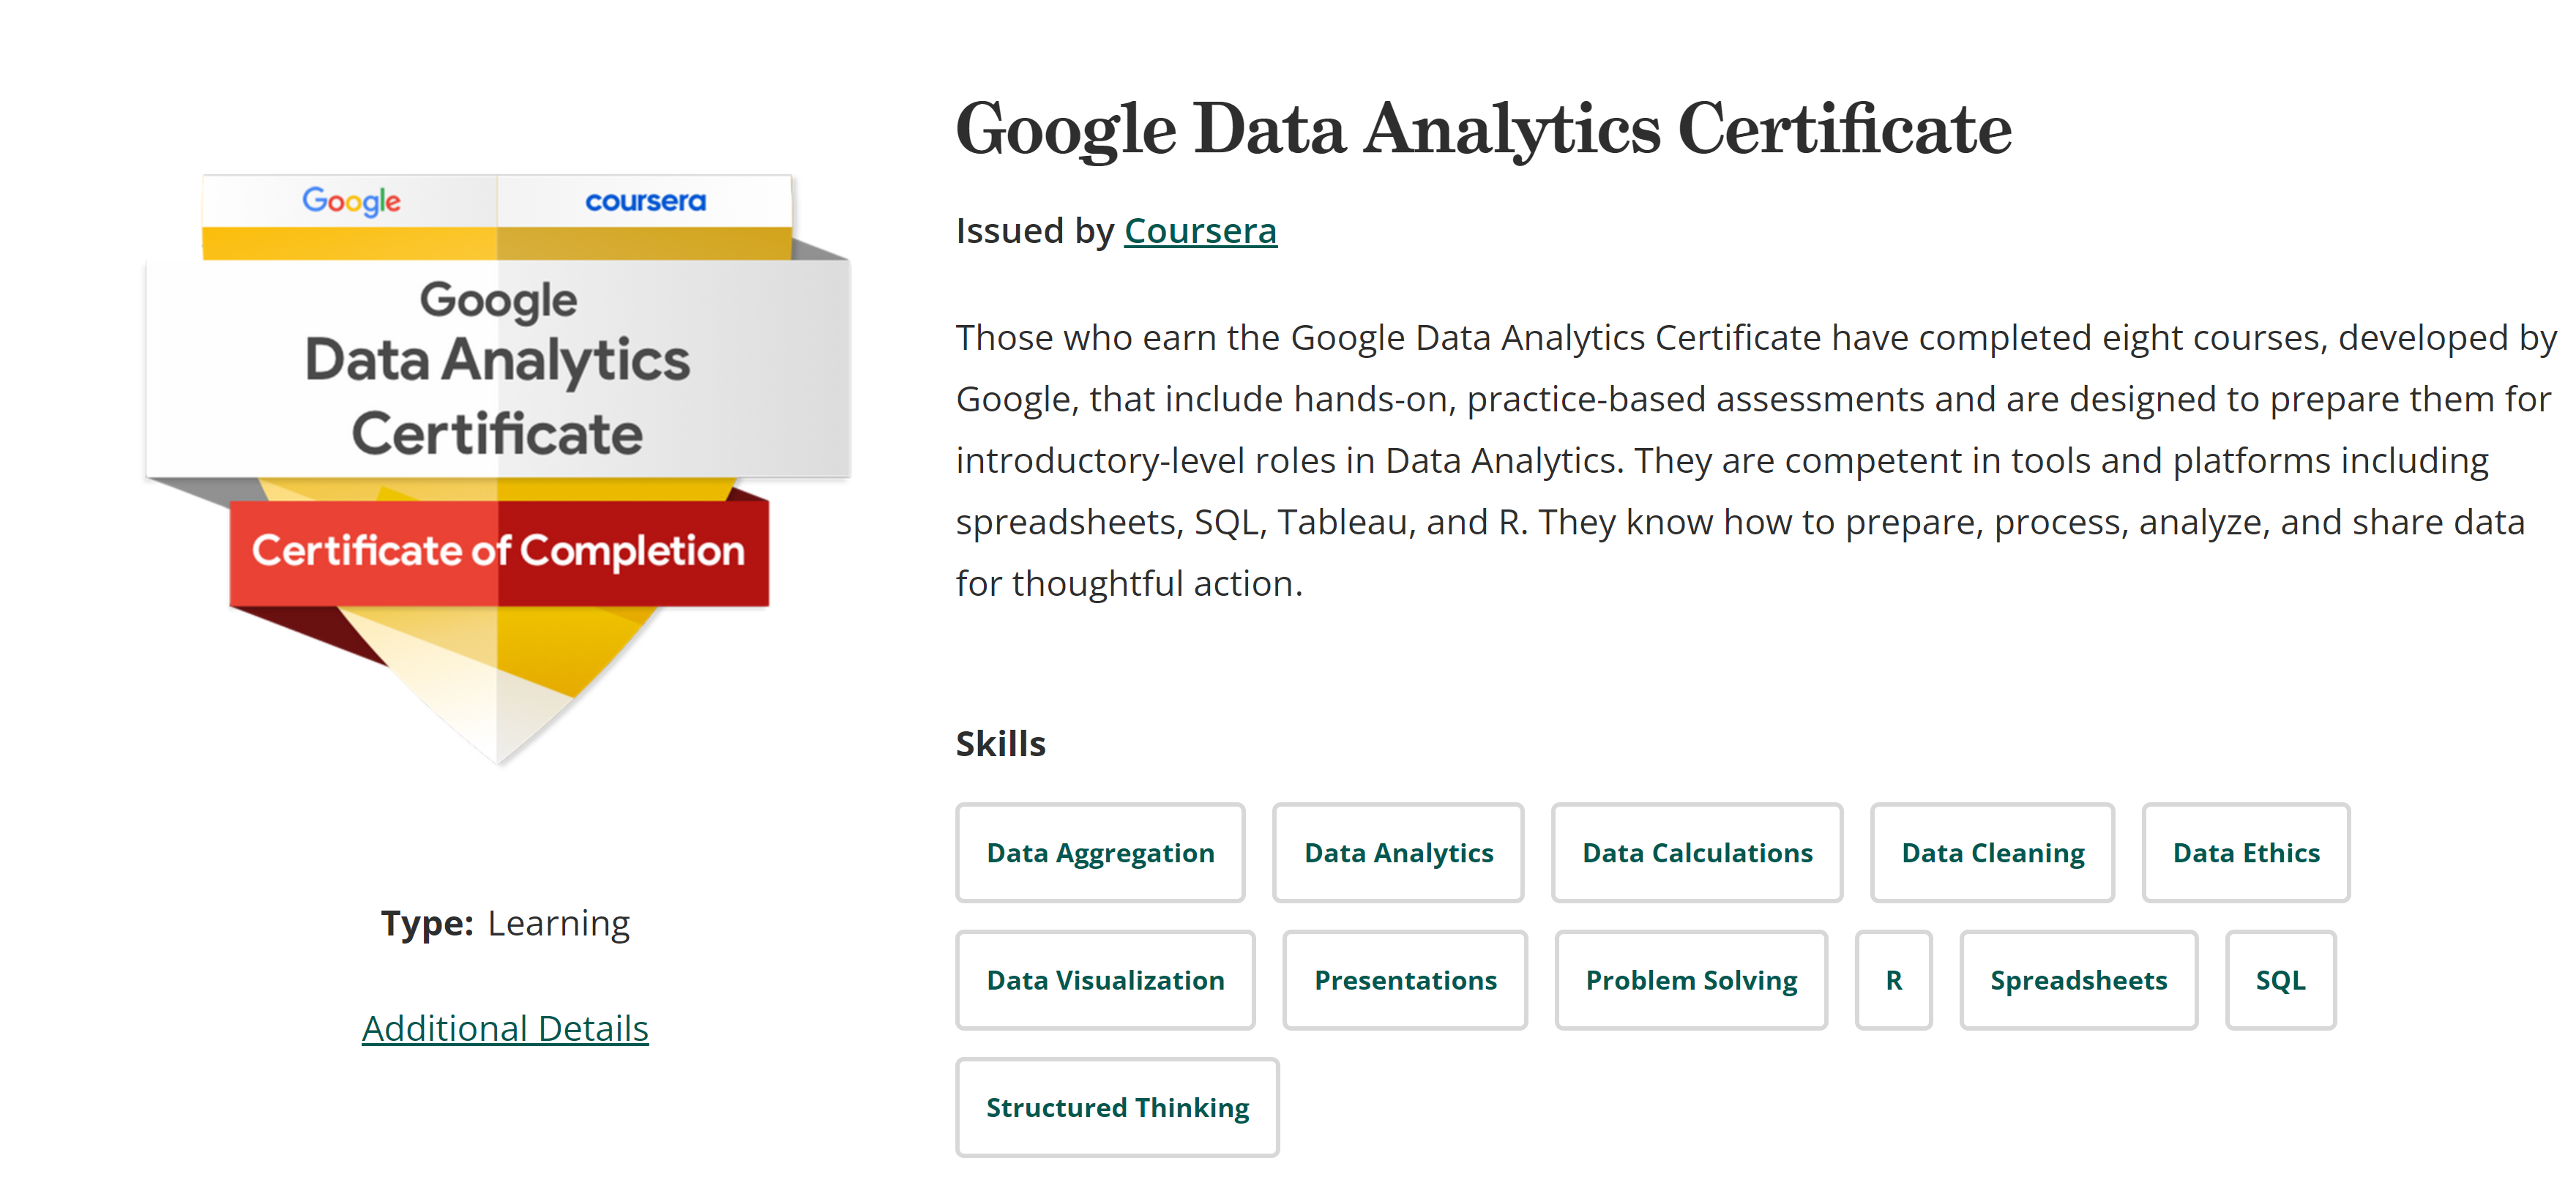 Google
coursera
Google
Data Analytics
Certificate
Certificate of Completion
Type: Learning
Additional Details
Google Data Analytics Certificate
Issued by Coursera
Those who earn the Google Data Analytics Certificate have completed eight courses, developed by
Google, that include hands-on, practice-based assessments and are designed to prepare them for
introductory-level roles in Data Analytics. They are competent in tools and platforms including
spreadsheets, SQL, Tableau, and R. They know how to prepare, process, analyze, and share data
for thoughtful action.
Skills
Data Aggregation
Data Analytics
Data Calculations
Data Cleaning
Data Ethics
Data Visualization
Presentations
Problem Solving
R
Spreadsheets
SQL
Structured Thinking